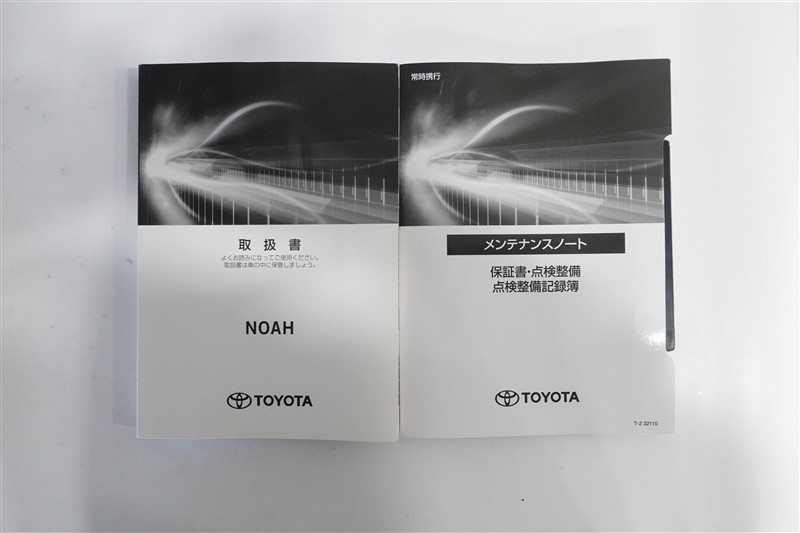 取扱書
よくお読みになってご使用ください。
取扱書は車の中に保管しましょう。
NOAH
TOYOTA
常時携行
メンテナンスノート
保証書・点検整備
点検整備記録簿
TOYOTA
T-2 32110